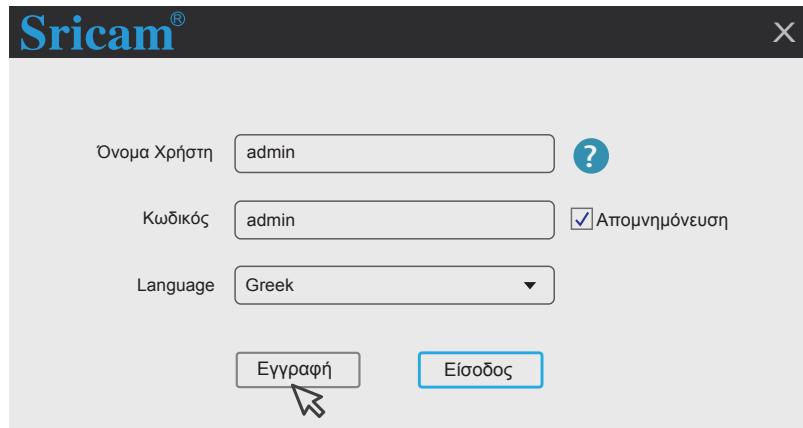 Sricam®
X
Όνομα Χρήστη admin ?
Κωδικός admin Απομνημόνευση
Language Greek
Εγγραφή Είσοδος